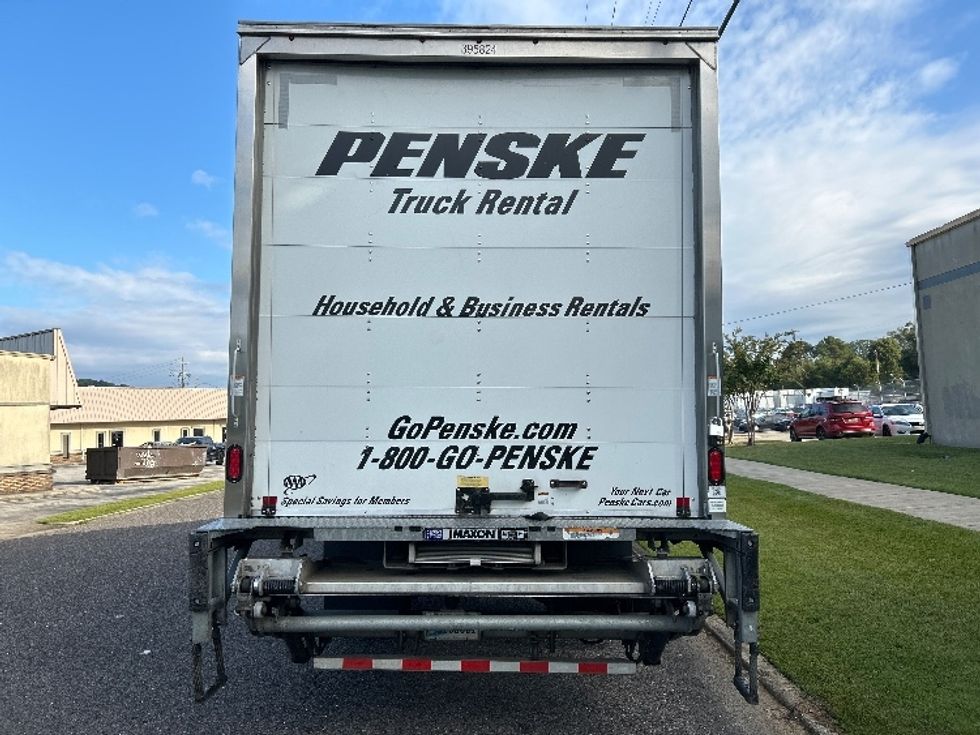 395824
PENSKE
Truck Rental
Household & Business Rentals
GoPenske.com
1-800-GO-PENSKE
AAA
Special Savings for Members
Your Next Car
PenskeCars.com
MAXON